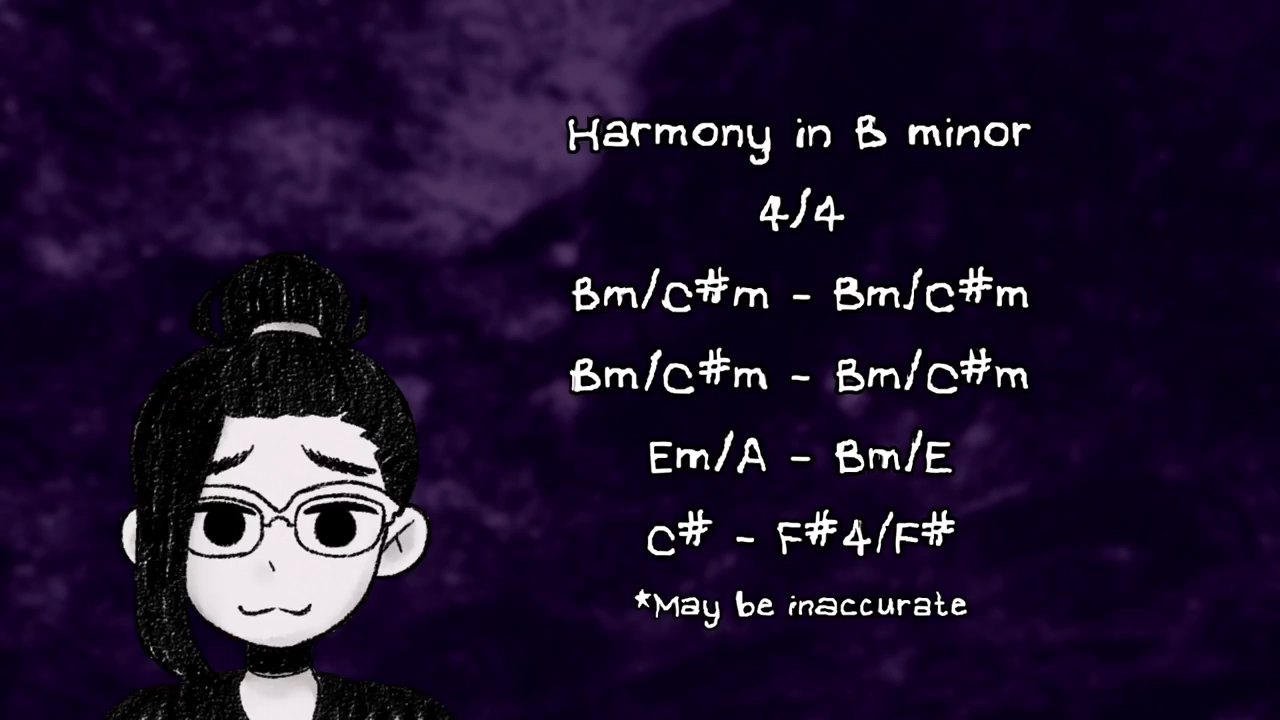 Harmony in B minor
4/4
Bm/C#m - Bm/C#m
Bm/C#m - Bm/C#m
Em/A - Bm/E
C# - F#4/F#
*May be inaccurate